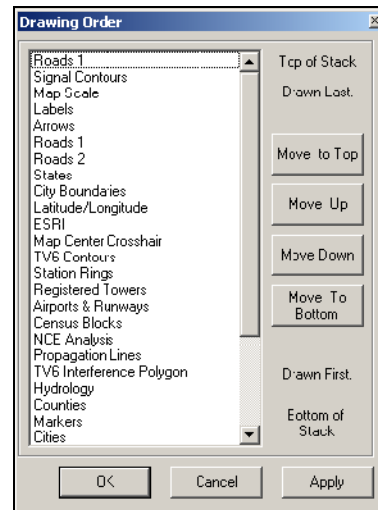 Drawing Order
Roads 1
Signal Contours
Map Scale
Labels
Arrows
Roads 1
Roads 2
States
City Boundaries
Latitude/Longitude
ESRI
Map Center Crosshair
TV6 Contours
Station Rings
Registered Towers
Airports & Runways
Census Blocks
NCE Analysis
Propagation Lines
TV6 Interference Polygon
Hydrology
Counties
Markers
Cities
Top of Stack
Drawn Last.
Move to Top
Move Up
Move Down
Move To
Bottom
Drawn First.
Bottom of
Stack
OK
Cancel
Apply